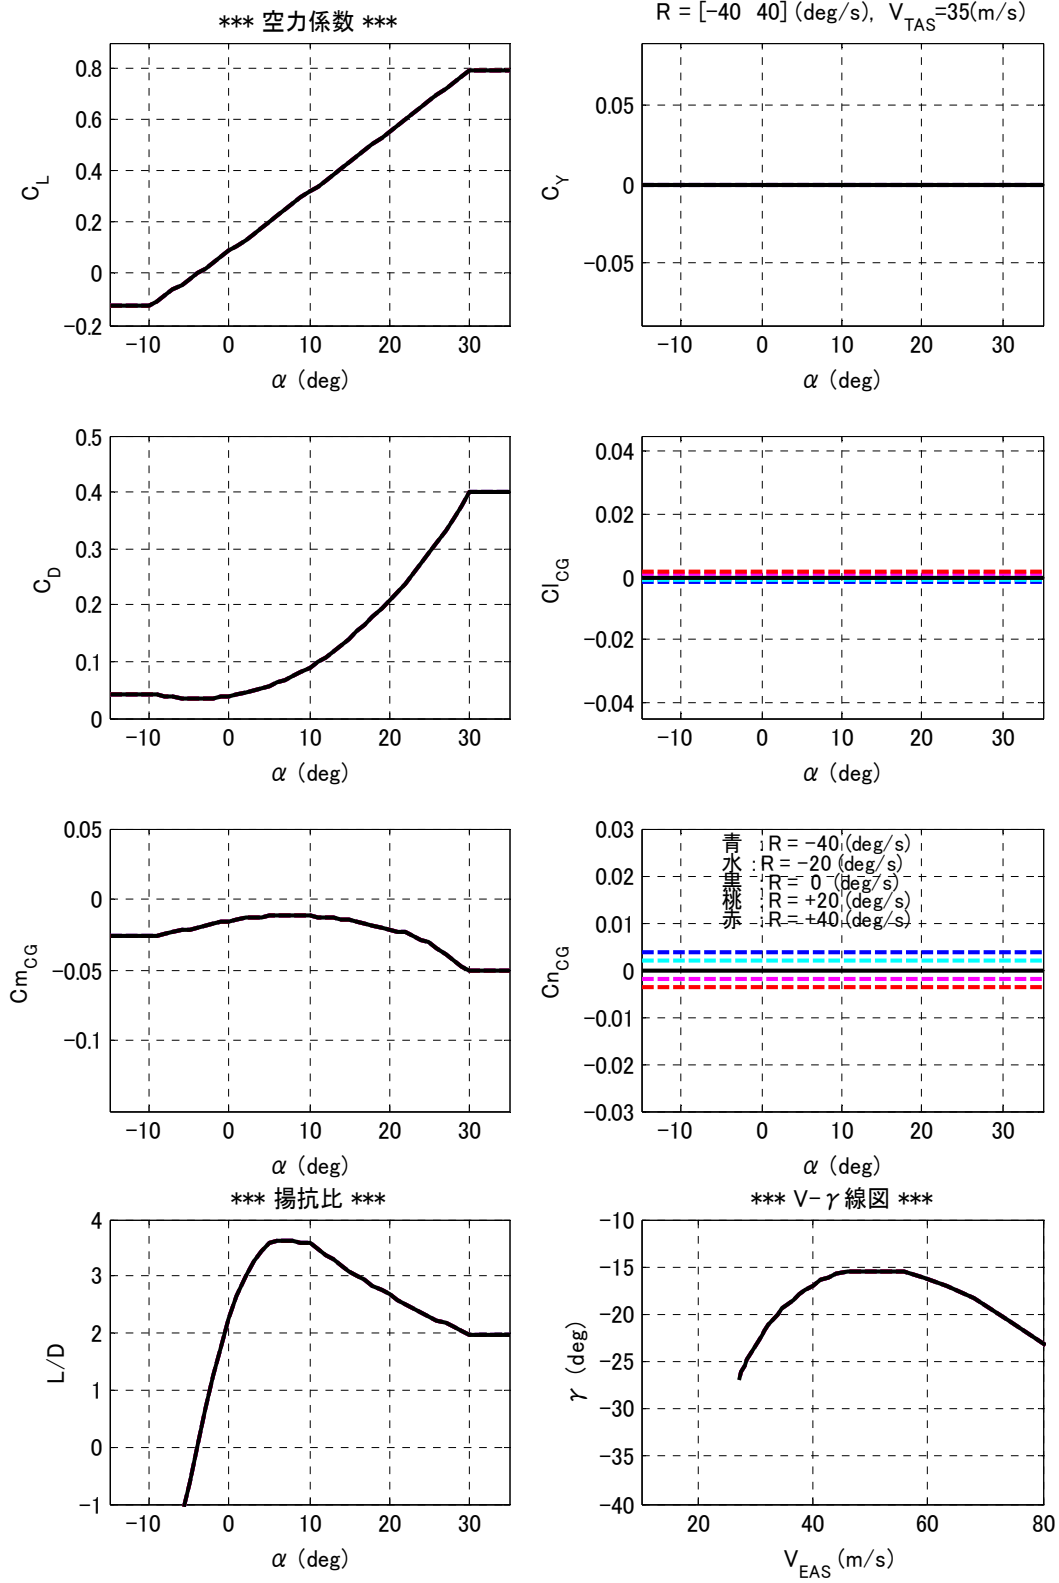 *** 空力係数 ***
R = [-40 40] (deg/s), V_TAS=35(m/s)
0.8
0.6
0.4
0.2
0
-0.2
C_L
-10 0 10 20 30
α (deg)
0.05
0
-0.05
C_Y
-10 0 10 20 30
α (deg)
0.5
0.4
0.3
0.2
0.1
0
C_D
-10 0 10 20 30
α (deg)
0.04
0.02
0
-0.02
-0.04
Cl_CG
-10 0 10 20 30
α (deg)
0.05
0
-0.05
-0.1
Cm_CG
-10 0 10 20 30
α (deg)
0.03
0.02
0.01
0
-0.01
-0.02
-0.03
Cn_CG
青 : R = -40 (deg/s)
水 : R = -20 (deg/s)
黒 : R = 0 (deg/s)
桃 : R = +20 (deg/s)
赤 : R = +40 (deg/s)
-10 0 10 20 30
α (deg)
*** 揚抗比 ***
4
3
2
1
0
-1
L/D
-10 0 10 20 30
α (deg)
*** V-γ線図 ***
-10
-15
-20
-25
-30
-35
-40
γ (deg)
20 40 60 80
V_EAS (m/s)